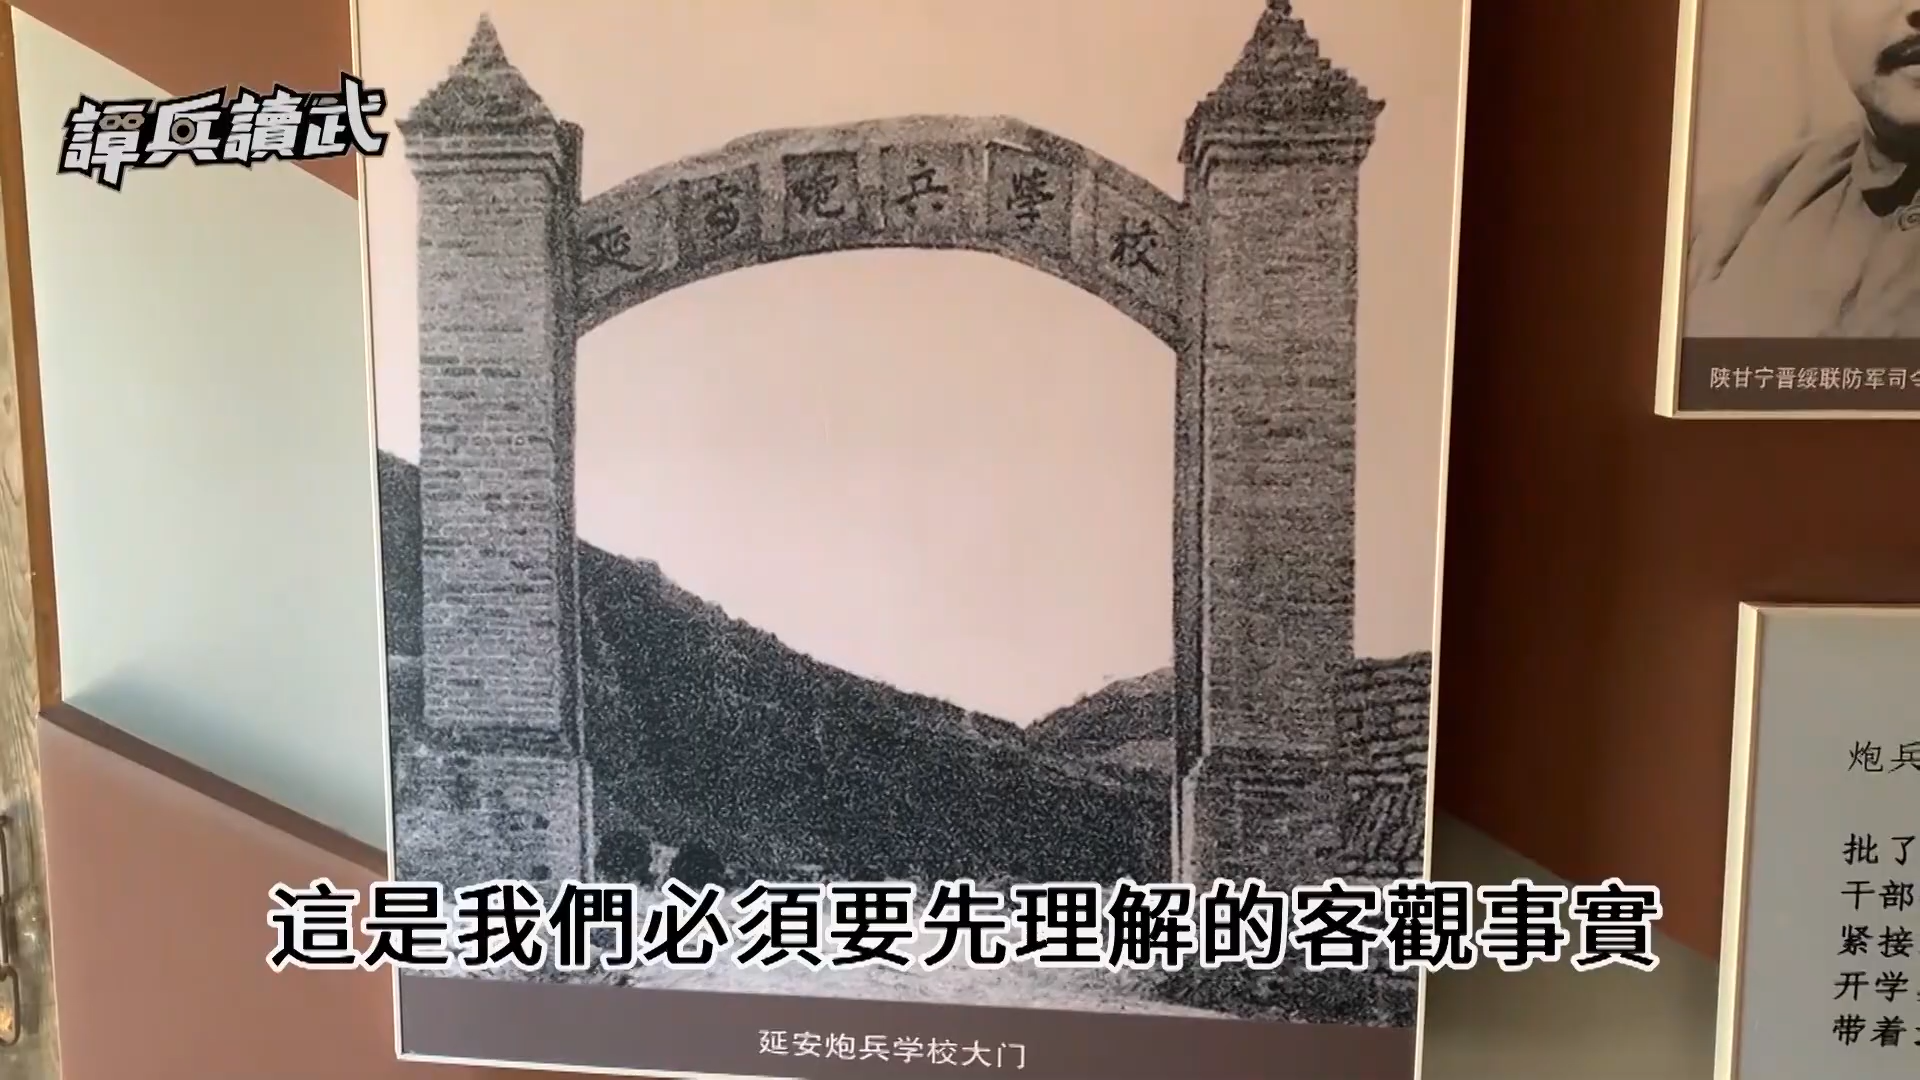 譚兵讀武
延安炮兵學校
陕甘宁晋绥联防军司令
炮兵
批了
干部
紧接
开学
带着
這是我們必須要先理解的客觀事實
延安炮兵学校大门